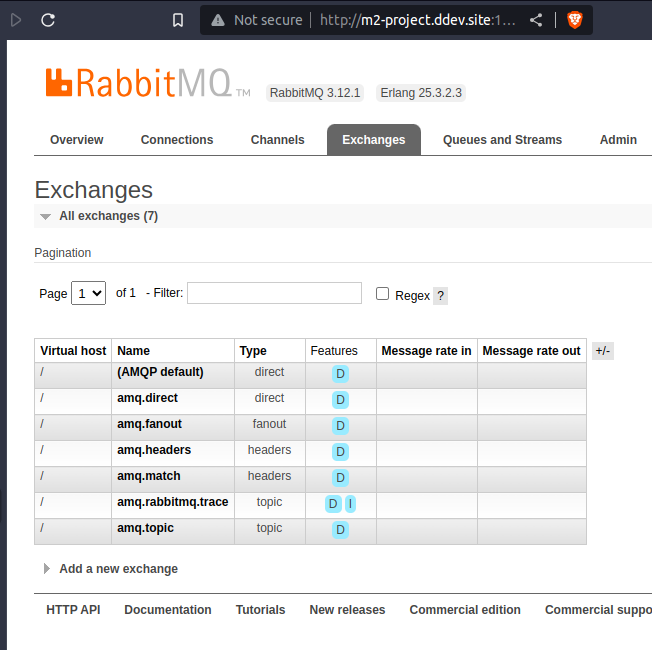 Not secure http://m2-project.ddev.site:1...
RabbitMQ TM RabbitMQ 3.12.1 Erlang 25.3.2.3
Overview Connections Channels Exchanges Queues and Streams Admin
Exchanges
All exchanges (7)
Pagination
Page 1 of 1 - Filter: Regex ?
Virtual host Name Type Features Message rate in Message rate out +/-
/ (AMQP default) direct D
/ amq.direct direct D
/ amq.fanout fanout D
/ amq.headers headers D
/ amq.match headers D
/ amq.rabbitmq.trace topic D I
/ amq.topic topic D
Add a new exchange
HTTP API Documentation Tutorials New releases Commercial edition Commercial suppo